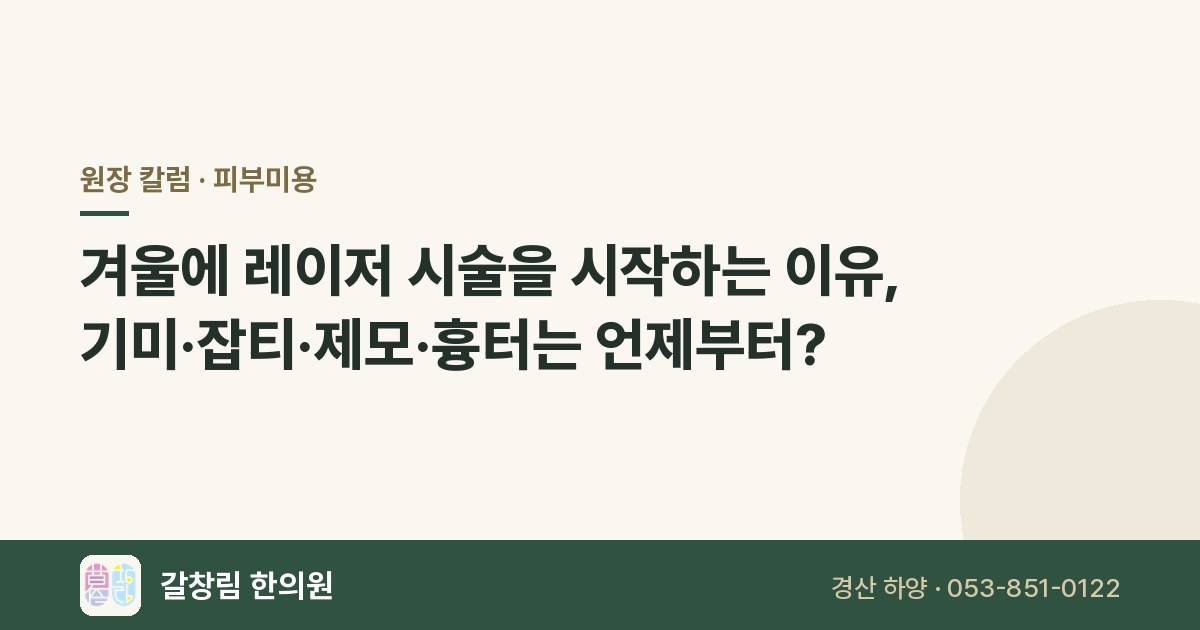 원장 칼럼 · 피부미용
겨울에 레이저 시술을 시작하는 이유,
기미·잡티·제모·흉터는 언제부터?
갈창림 한의원
경산 하양 · 053-851-0122